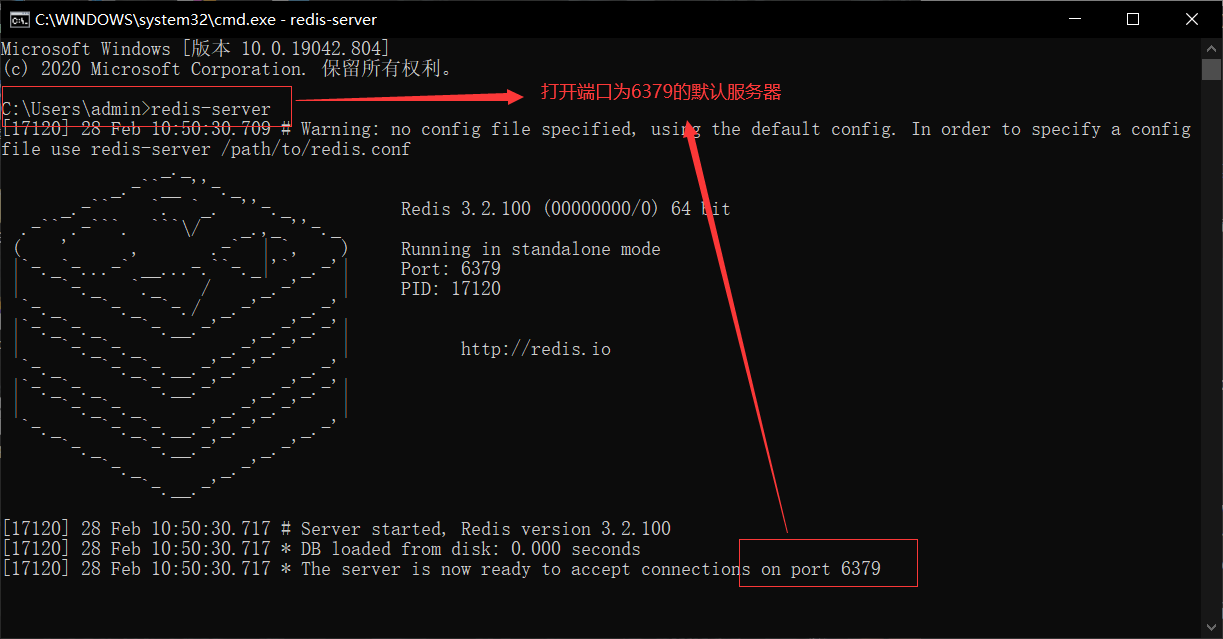 C:\WINDOWS\system32\cmd.exe - redis-server
Microsoft Windows [版本 10.0.19042.804]
(c) 2020 Microsoft Corporation. 保留所有权利。
C:\Users\admin>redis-server
打开端口为6379的默认服务器
[17120] 28 Feb 10:50:30.709 # Warning: no config file specified, using the default config. In order to specify a config
file use redis-server /path/to/redis.conf
Redis 3.2.100 (00000000/0) 64 bit
Running in standalone mode
Port: 6379
PID: 17120
http://redis.io
[17120] 28 Feb 10:50:30.717 # Server started, Redis version 3.2.100
[17120] 28 Feb 10:50:30.717 * DB loaded from disk: 0.000 seconds
[17120] 28 Feb 10:50:30.717 * The server is now ready to accept connections on port 6379